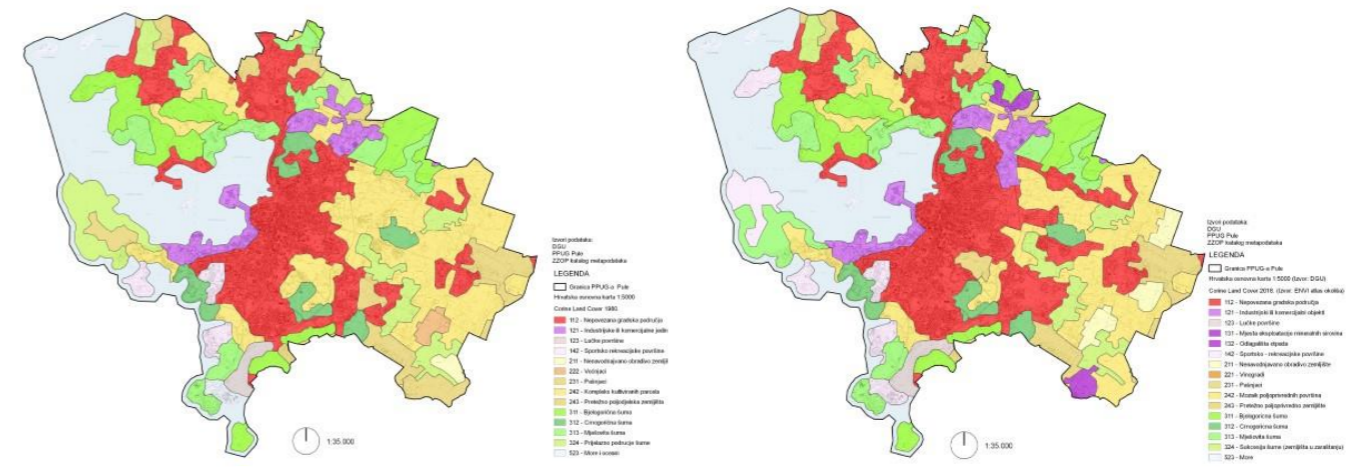 Izvori podataka:
DGU
PPUG Pule
ZZOP katalog metapodataka
LEGENDA
Granica PPUG-a Pule
Hrvatska osnovna karta 1:5000
Corine Land Cover 1980.
112 - Nepovezana gradska područja
121 - Industrijske ili komercijalne jedin
123 - Lučke površine
142 - Sportsko rekreacijske površine
211 - Nenavodnjavano obradivo zemljiš
222 - Voćnjaci
231 - Pašnjaci
242 - Kompleks kultiviranih parcela
243 - Pretežno poljodjelska zemljišta
311 - Bjelogorična šuma
312 - Crnogorična šuma
313 - Mješovita šuma
324 - Prijelazno područje šume
523 - More i ocean
1:35.000
Izvori podataka:
DGU
PPUG Pule
ZZOP katalog metapodataka
LEGENDA
Granica PPUG-a Pule
Hrvatska osnovna karta 1:5000 (Izvor: DGU)
Corine Land Cover 2018. (Izvor: ENVI atlas okoliša)
112 - Nepovezana gradska područja
121 - Industrijski ili komercijalni objekti
123 - Lučke površine
131 - Mjesta eksploatacije mineralnih sirovina
132 - Odlagališta otpada
142 - Sportsko - rekreacijske površine
211 - Nenavodnjavano obradivo zemljište
221 - Vinogradi
231 - Pašnjaci
242 - Mozaik poljoprivrednih površina
243 - Pretežno poljoprivredno zemljište
311 - Bjelogorična šuma
312 - Crnogorična šuma
313 - Mješovita šuma
324 - Sukcesija šume (zemljišta u zaraštanju)
523 - More
1:35.000